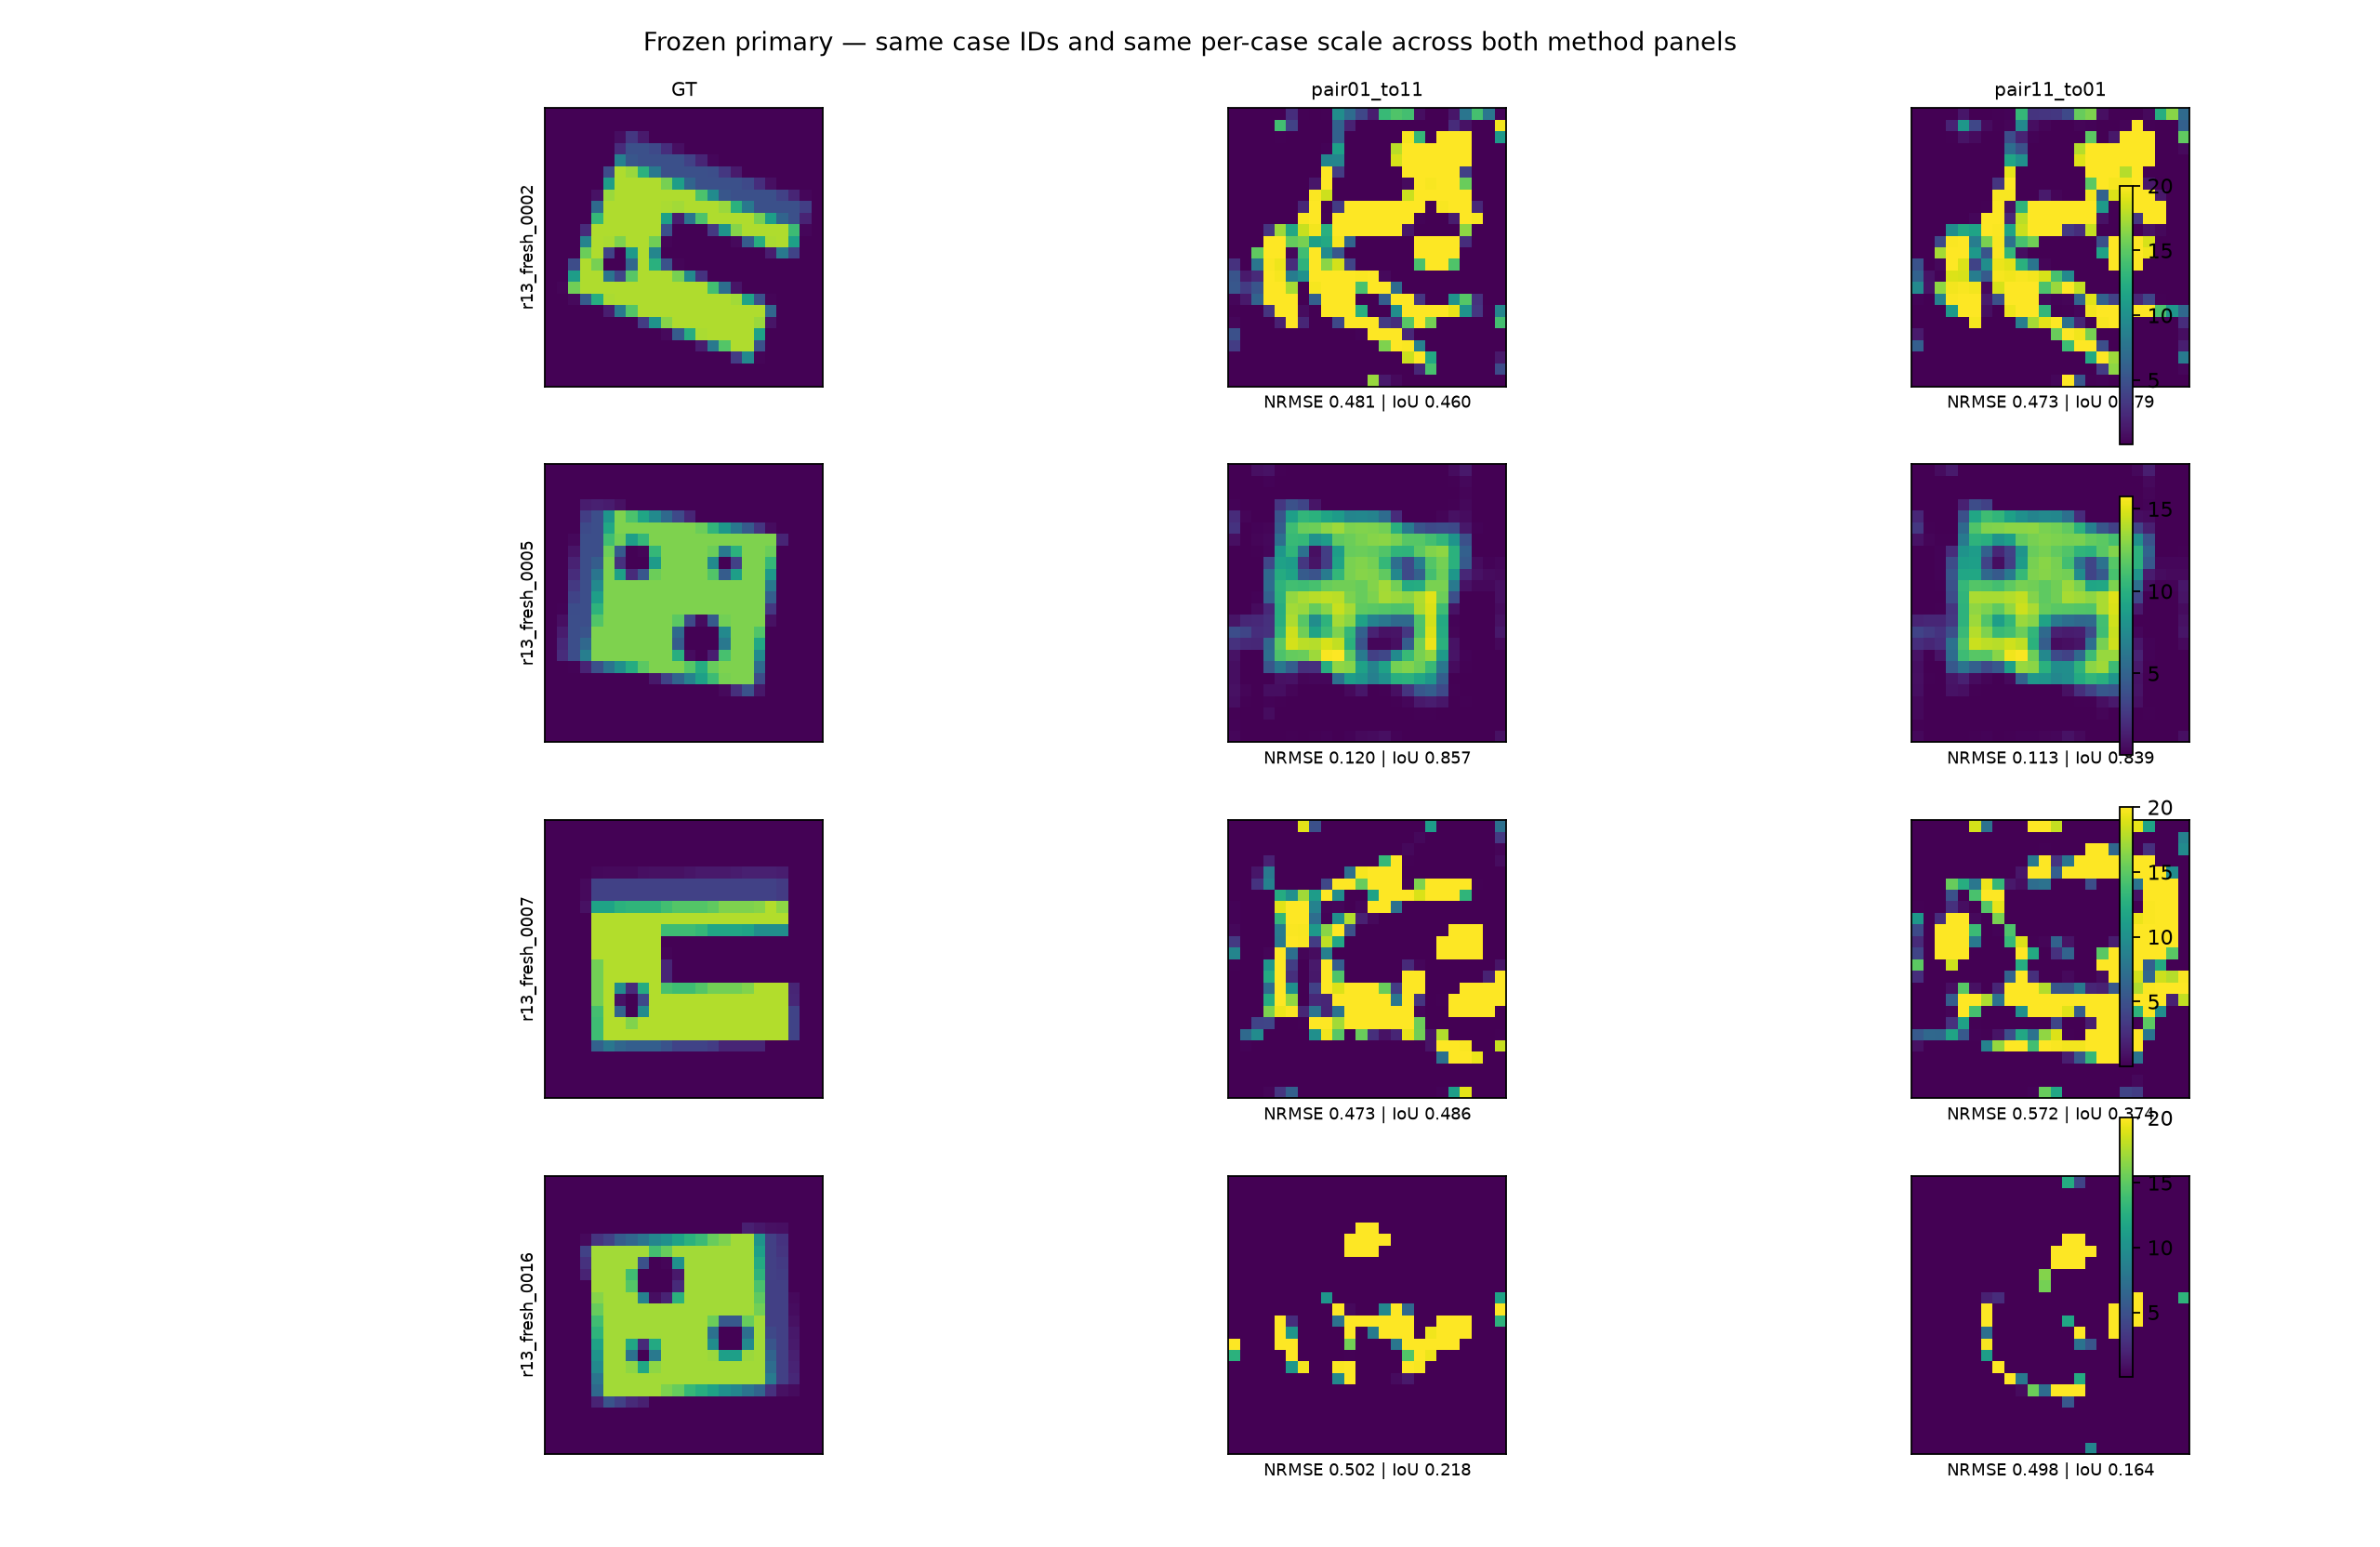 Frozen primary — same case IDs and same per-case scale across both method panels
GT
pair01_to11
pair11_to01
r13_fresh_0002
20
15
10
5
NRMSE 0.481 | IoU 0.460
NRMSE 0.473 | IoU 0. 79
r13_fresh_0005
15
10
5
NRMSE 0.120 | IoU 0.857
NRMSE 0.113 | IoU 0.839
r13_fresh_0007
20
15
10
5
NRMSE 0.473 | IoU 0.486
NRMSE 0.572 | IoU 0.374
r13_fresh_0016
20
15
10
5
NRMSE 0.502 | IoU 0.218
NRMSE 0.498 | IoU 0.164